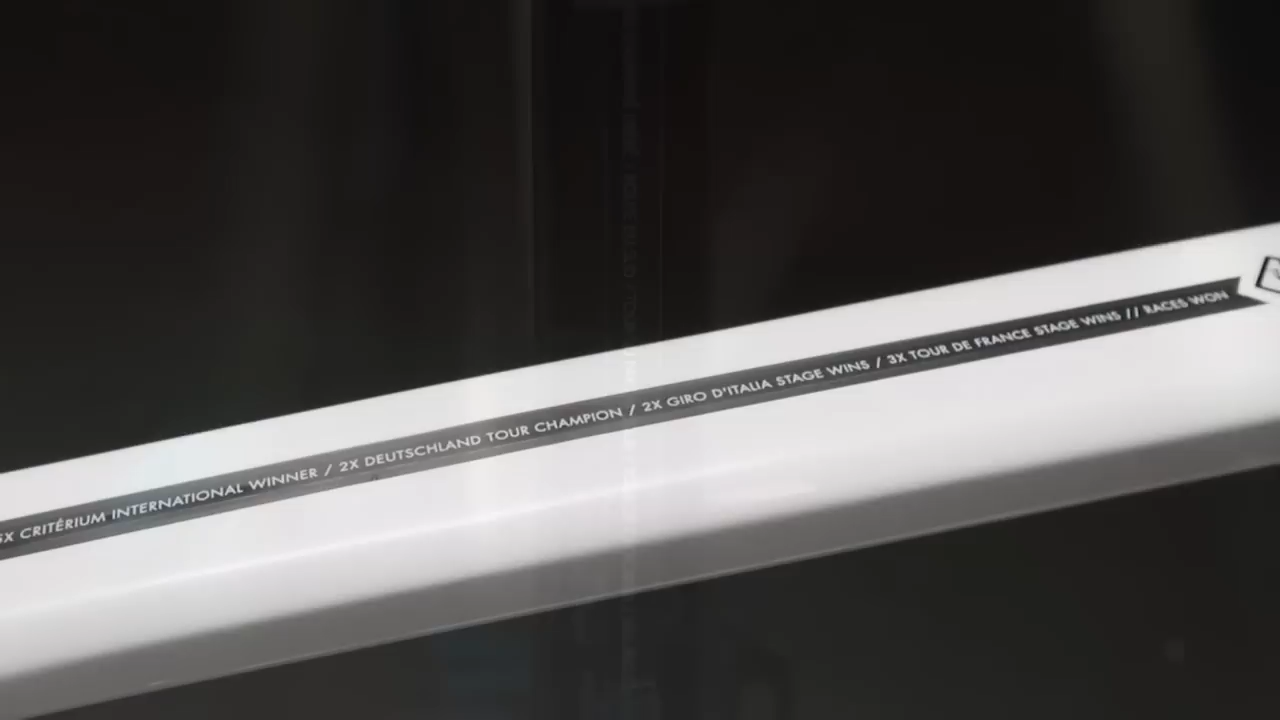 5X CRITÉRIUM INTERNATIONAL WINNER / 2X DEUTSCHLAND TOUR CHAMPION / 2X GIRO D'ITALIA STAGE WINS / 3X TOUR DE FRANCE STAGE WINS // RACES WON